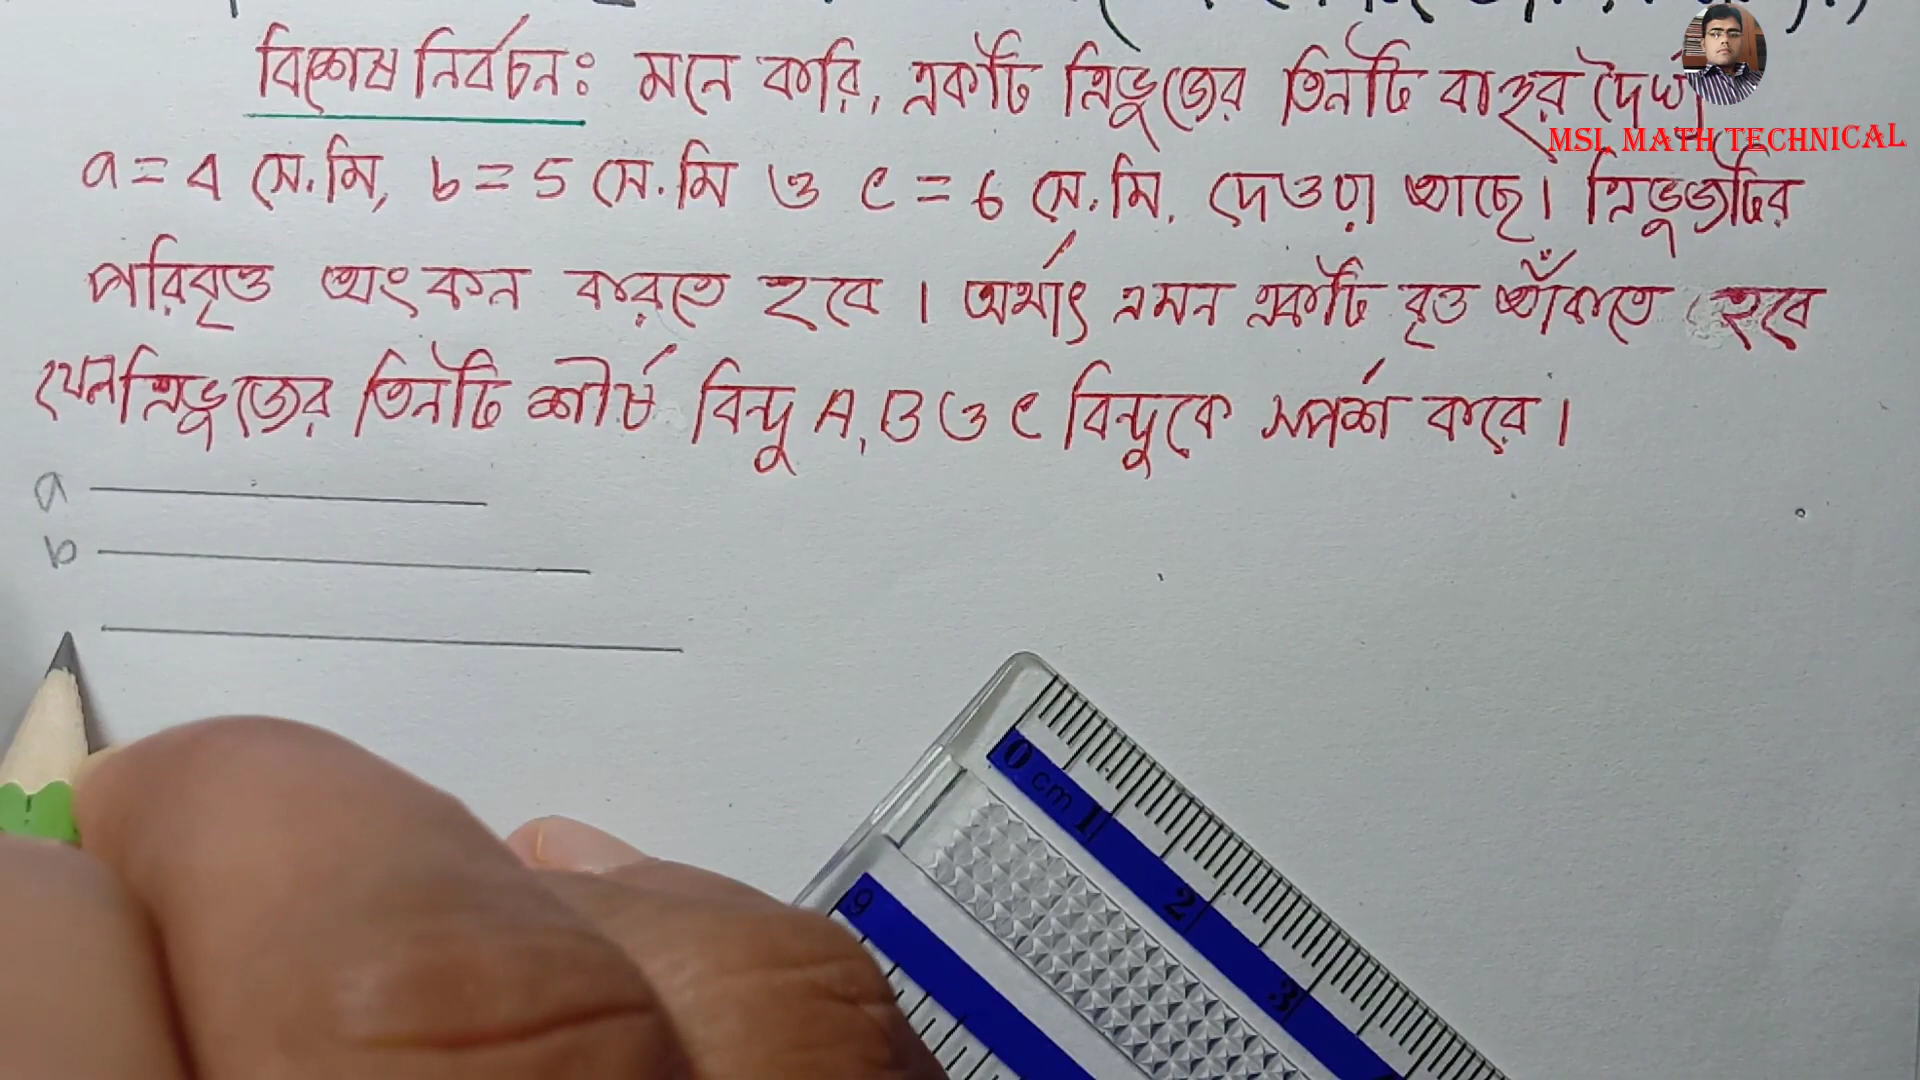 বিশেষ নির্বচন: মনে করি, একটি ত্রিভুজের তিনটি বাহুর দৈর্ঘ্য
MSL MATH TECHNICAL
a = 4 সে.মি, b = 5 সে.মি ও c = 6 সে.মি. দেওয়া আছে। ত্রিভুজটির
পরিবৃত্ত অংকন করতে হবে। অর্থাৎ এমন একটি বৃত্ত আঁকতে হবে
যেন ত্রিভুজের তিনটি শীর্ষ বিন্দু A, B ও C বিন্দুকে স্পর্শ করে।
a
b
0 cm 1 2 3
9